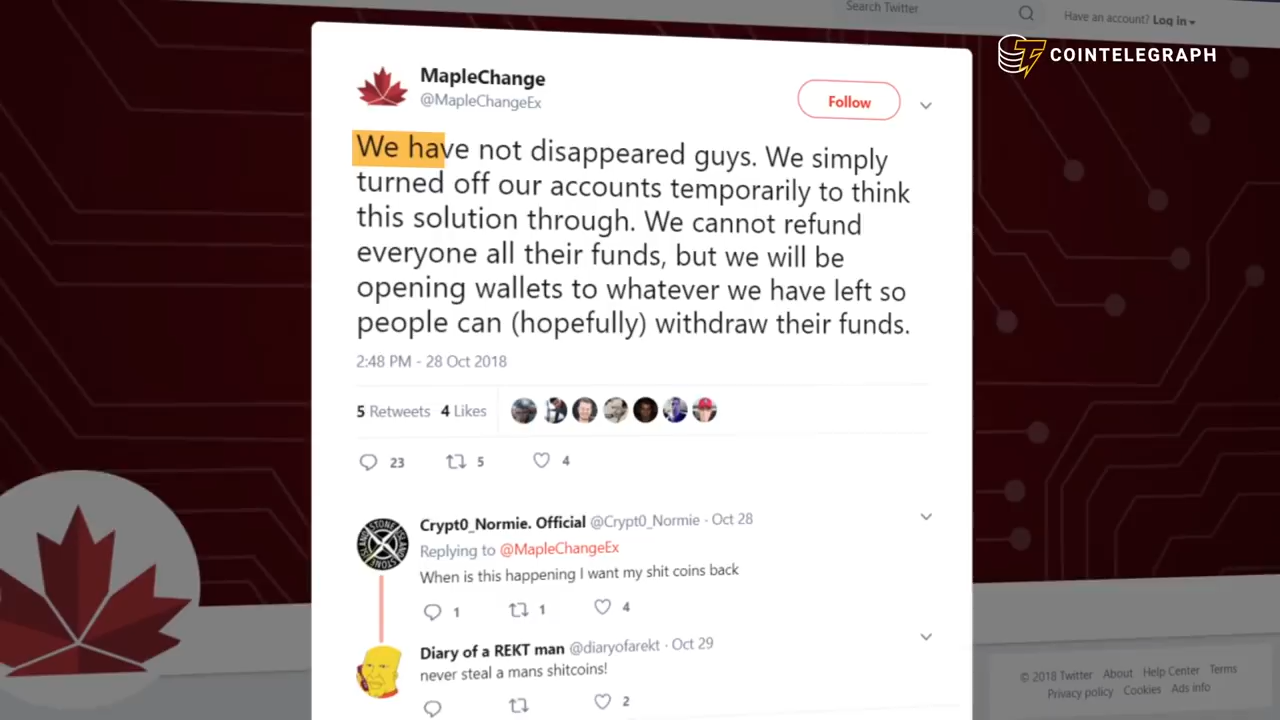 Search Twitter
Have an account? Log in
COINTELEGRAPH
MapleChange
@MapleChangeEx
Follow
We have not disappeared guys. We simply
turned off our accounts temporarily to think
this solution through. We cannot refund
everyone all their funds, but we will be
opening wallets to whatever we have left so
people can (hopefully) withdraw their funds.
2:48 PM - 28 Oct 2018
5 Retweets 4 Likes
23 5 4
Crypt0_Normie. Official @Crypt0_Normie - Oct 28
Replying to @MapleChangeEx
When is this happening I want my shit coins back
1 1 4
Diary of a REKT man @diaryofarekt · Oct 29
never steal a mans shitcoins!
2
© 2018 Twitter About Help Center Terms
Privacy policy Cookies Ads info